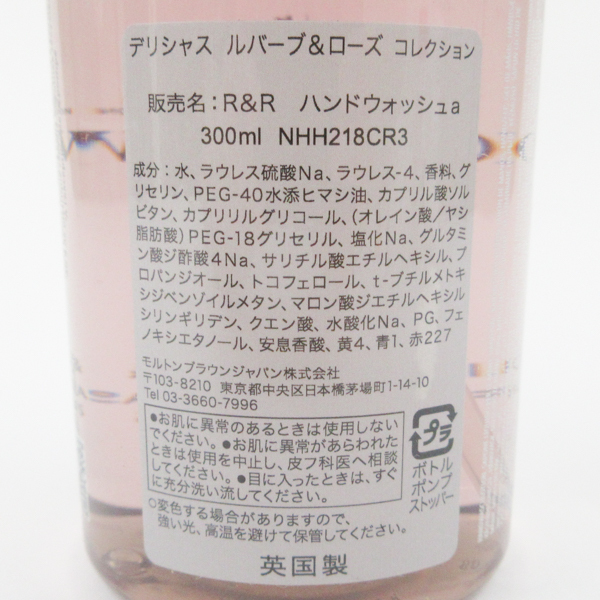 デリシャス ルバーブ＆ローズ コレクション
販売名：R＆R　ハンドウォッシュa
300ml NHH218CR3
成分：水、ラウレス硫酸Na、ラウレス-4、香料、グ
リセリン、PEG-40水添ヒマシ油、カプリル酸ソル
ビタン、カプリリルグリコール、（オレイン酸／ヤシ
脂肪酸）PEG-18グリセリル、塩化Na、グルタミ
ン酸ジ酢酸4Na、サリチル酸エチルヘキシル、プ
ロパンジオール、トコフェロール、t-ブチルメトキ
シジベンゾイルメタン、マロン酸ジエチルヘキシル
シリンギリデン、クエン酸、水酸化Na、PG、フェ
ノキシエタノール、安息香酸、黄4、青1、赤227
モルトンブラウンジャパン株式会社
〒103-8210 東京都中央区日本橋茅場町1-14-10
Tel 03-3660-7996
●お肌に異常のあるときは使用しない
でください。●お肌に異常があらわれた
ときは使用を中止し、皮フ科医へ相談
してください。●目に入ったときは、すぐ
に充分洗い流してください。
プラ
ボトル
ポンプ
ストッパー
○変色する場合がありますので、
強い光、高温を避けて保管してください。
英国製